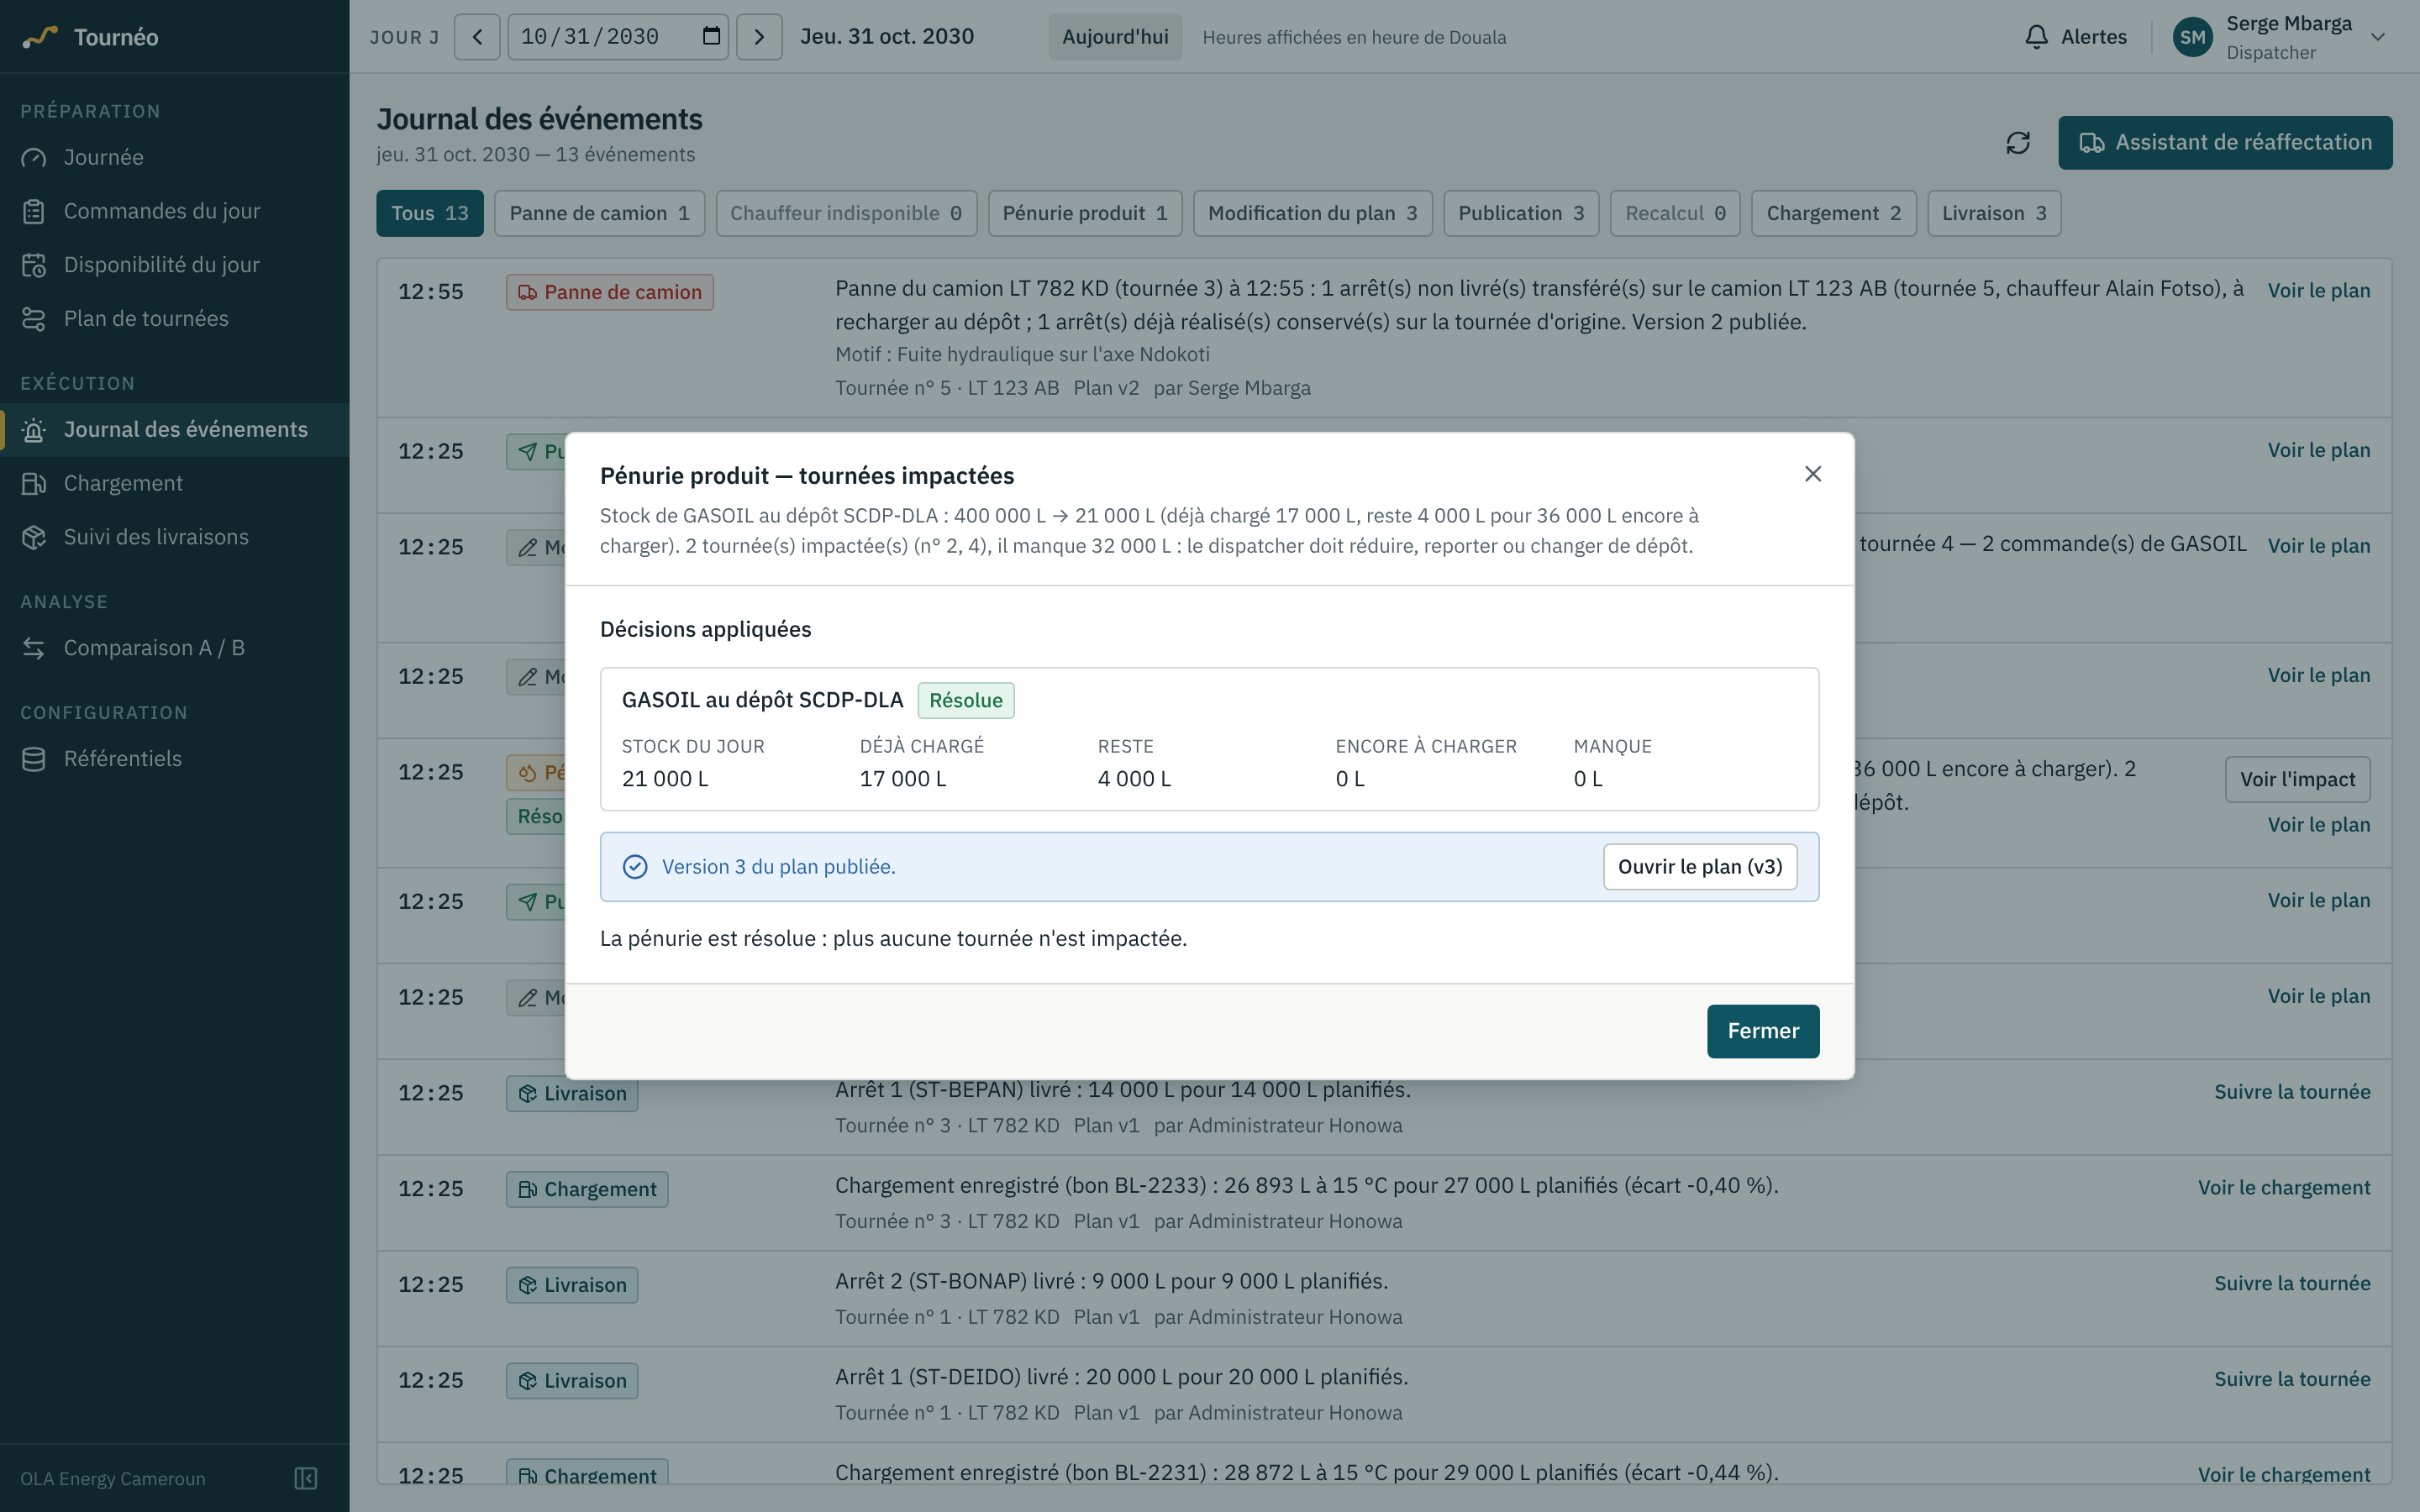 Tournéo
PRÉPARATION
Journée
Commandes du jour
Disponibilité du jour
Plan de tournées
EXÉCUTION
Journal des événements
Chargement
Suivi des livraisons
ANALYSE
Comparaison A / B
CONFIGURATION
Référentiels
OLA Energy Cameroun
JOUR J
10/31/2030
Jeu. 31 oct. 2030
Aujourd'hui
Heures affichées en heure de Douala
Alertes
SM
Serge Mbarga
Dispatcher
Journal des événements
jeu. 31 oct. 2030 — 13 événements
Assistant de réaffectation
Tous 13
Panne de camion 1
Chauffeur indisponible 0
Pénurie produit 1
Modification du plan 3
Publication 3
Recalcul 0
Chargement 2
Livraison 3
12:55
Panne de camion
Panne du camion LT 782 KD (tournée 3) à 12:55 : 1 arrêt(s) non livré(s) transféré(s) sur le camion LT 123 AB (tournée 5, chauffeur Alain Fotso), à
recharger au dépôt ; 1 arrêt(s) déjà réalisé(s) conservé(s) sur la tournée d'origine. Version 2 publiée.
Motif : Fuite hydraulique sur l'axe Ndokoti
Tournée n° 5 · LT 123 AB Plan v2 par Serge Mbarga
Voir le plan
12:25
Pu
Voir le plan
12:25
Mo
tournée 4 — 2 commande(s) de GASOIL
Voir le plan
12:25
Mo
Voir le plan
12:25
Pé
Réso
36 000 L encore à charger). 2
dépôt.
Voir l'impact
Voir le plan
12:25
Pu
Voir le plan
12:25
Mo
Voir le plan
Pénurie produit — tournées impactées
Stock de GASOIL au dépôt SCDP-DLA : 400 000 L → 21 000 L (déjà chargé 17 000 L, reste 4 000 L pour 36 000 L encore à
charger). 2 tournée(s) impactée(s) (n° 2, 4), il manque 32 000 L : le dispatcher doit réduire, reporter ou changer de dépôt.
Décisions appliquées
GASOIL au dépôt SCDP-DLA
Résolue
STOCK DU JOUR
21 000 L
DÉJÀ CHARGÉ
17 000 L
RESTE
4 000 L
ENCORE À CHARGER
0 L
MANQUE
0 L
Version 3 du plan publiée.
Ouvrir le plan (v3)
La pénurie est résolue : plus aucune tournée n'est impactée.
Fermer
12:25
Livraison
Arrêt 1 (ST-BEPAN) livré : 14 000 L pour 14 000 L planifiés.
Tournée n° 3 · LT 782 KD Plan v1 par Administrateur Honowa
Suivre la tournée
12:25
Chargement
Chargement enregistré (bon BL-2233) : 26 893 L à 15 °C pour 27 000 L planifiés (écart -0,40 %).
Tournée n° 3 · LT 782 KD Plan v1 par Administrateur Honowa
Voir le chargement
12:25
Livraison
Arrêt 2 (ST-BONAP) livré : 9 000 L pour 9 000 L planifiés.
Tournée n° 1 · LT 782 KD Plan v1 par Administrateur Honowa
Suivre la tournée
12:25
Livraison
Arrêt 1 (ST-DEIDO) livré : 20 000 L pour 20 000 L planifiés.
Tournée n° 1 · LT 782 KD Plan v1 par Administrateur Honowa
Suivre la tournée
12:25
Chargement
Chargement enregistré (bon BL-2231) : 28 872 L à 15 °C pour 29 000 L planifiés (écart -0,44 %).
Voir le chargement